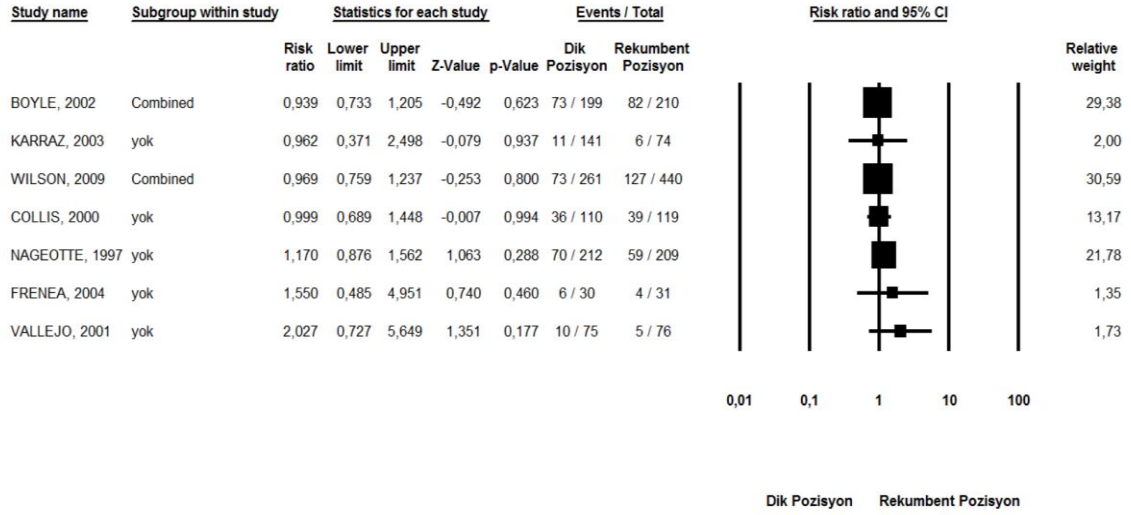 Study name Subgroup within study Statistics for each study Events / Total Risk ratio and 95% CI
Risk Lower Upper Dik Rekumbent Relative
ratio limit limit Z-Value p-Value Pozisyon Pozisyon weight
BOYLE, 2002 Combined 0,939 0,733 1,205 -0,492 0,623 73 / 199 82 / 210 29,38
KARRAZ, 2003 yok 0,962 0,371 2,498 -0,079 0,937 11 / 141 6 / 74 2,00
WILSON, 2009 Combined 0,969 0,759 1,237 -0,253 0,800 73 / 261 127 / 440 30,59
COLLIS, 2000 yok 0,999 0,689 1,448 -0,007 0,994 36 / 110 39 / 119 13,17
NAGEOTTE, 1997 yok 1,170 0,876 1,562 1,063 0,288 70 / 212 59 / 209 21,78
FRENEA, 2004 yok 1,550 0,485 4,951 0,740 0,460 6 / 30 4 / 31 1,35
VALLEJO, 2001 yok 2,027 0,727 5,649 1,351 0,177 10 / 75 5 / 76 1,73
0,01 0,1 1 10 100
Dik Pozisyon Rekumbent Pozisyon